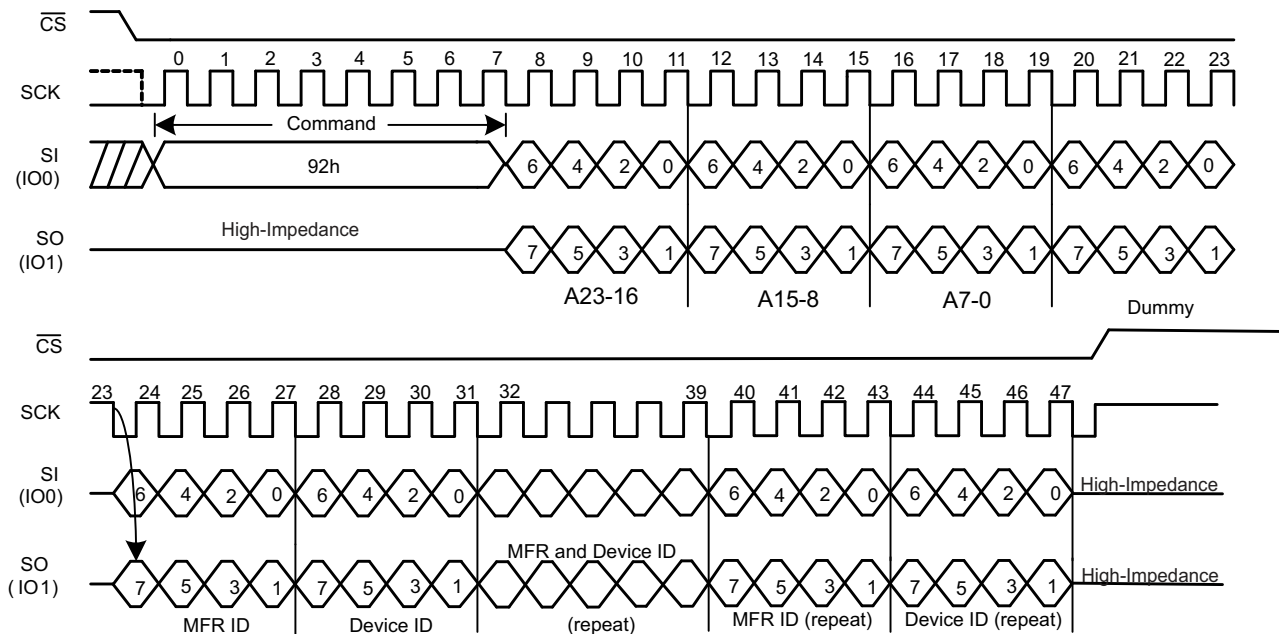 CS
0 1 2 3 4 5 6 7 8 9 10 11 12 13 14 15 16 17 18 19 20 21 22 23
SCK
Command
SI
(IO0)
92h
6 4 2 0 6 4 2 0 6 4 2 0 6 4 2 0
High-Impedance
SO
(IO1)
7 5 3 1 7 5 3 1 7 5 3 1 7 5 3 1
A23-16 A15-8 A7-0
Dummy
CS
23 24 25 26 27 28 29 30 31 32 39 40 41 42 43 44 45 46 47
SCK
SI
(IO0)
6 4 2 0 6 4 2 0 6 4 2 0 6 4 2 0
High-Impedance
MFR and Device ID
SO
(IO1)
7 5 3 1 7 5 3 1 7 5 3 1 7 5 3 1
High-Impedance
MFR ID Device ID (repeat) MFR ID (repeat) Device ID (repeat)